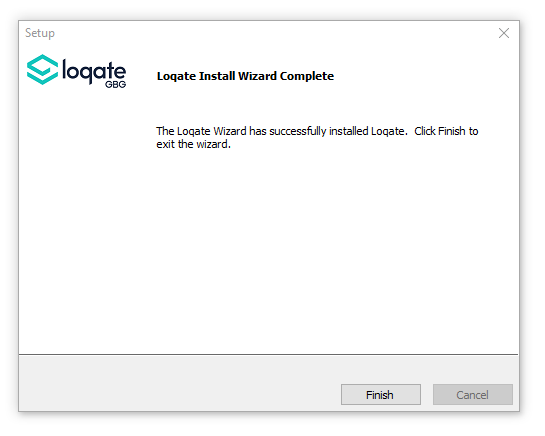 Setup
loqate
GBG
Loqate Install Wizard Complete
The Loqate Wizard has successfully installed Loqate.  Click Finish to
exit the wizard.
Finish
Cancel